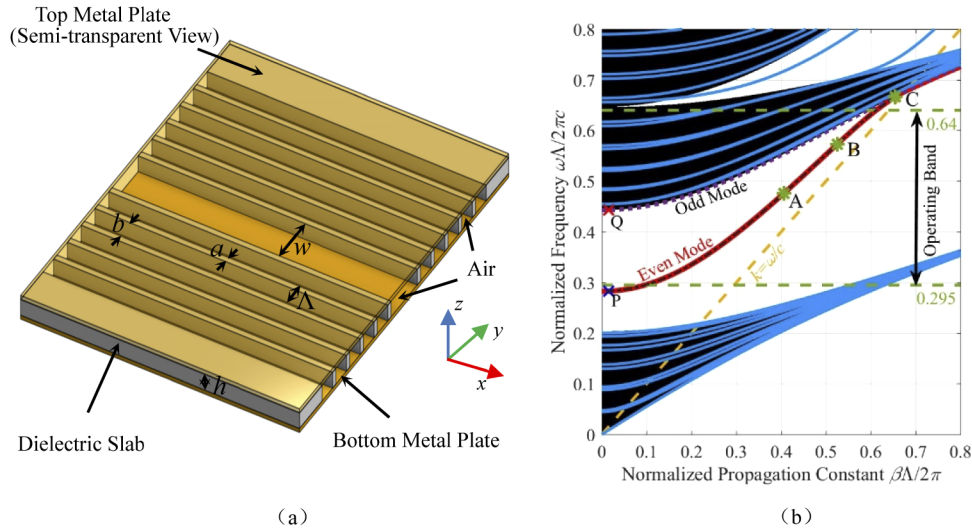 Top Metal Plate
(Semi-transparent View)
b
a
w
Λ
h
Air
z
y
x
Dielectric Slab
Bottom Metal Plate
(a)
Normalized Frequency ωΛ/2πc
0.8
0.7
0.6
0.5
0.4
0.3
0.2
0.1
0
C
0.64
B
A
Odd Mode
Q
Even Mode
k=ω/c
Operating Band
P
0.295
0 0.1 0.2 0.3 0.4 0.5 0.6 0.7 0.8
Normalized Propagation Constant βΛ/2π
(b)